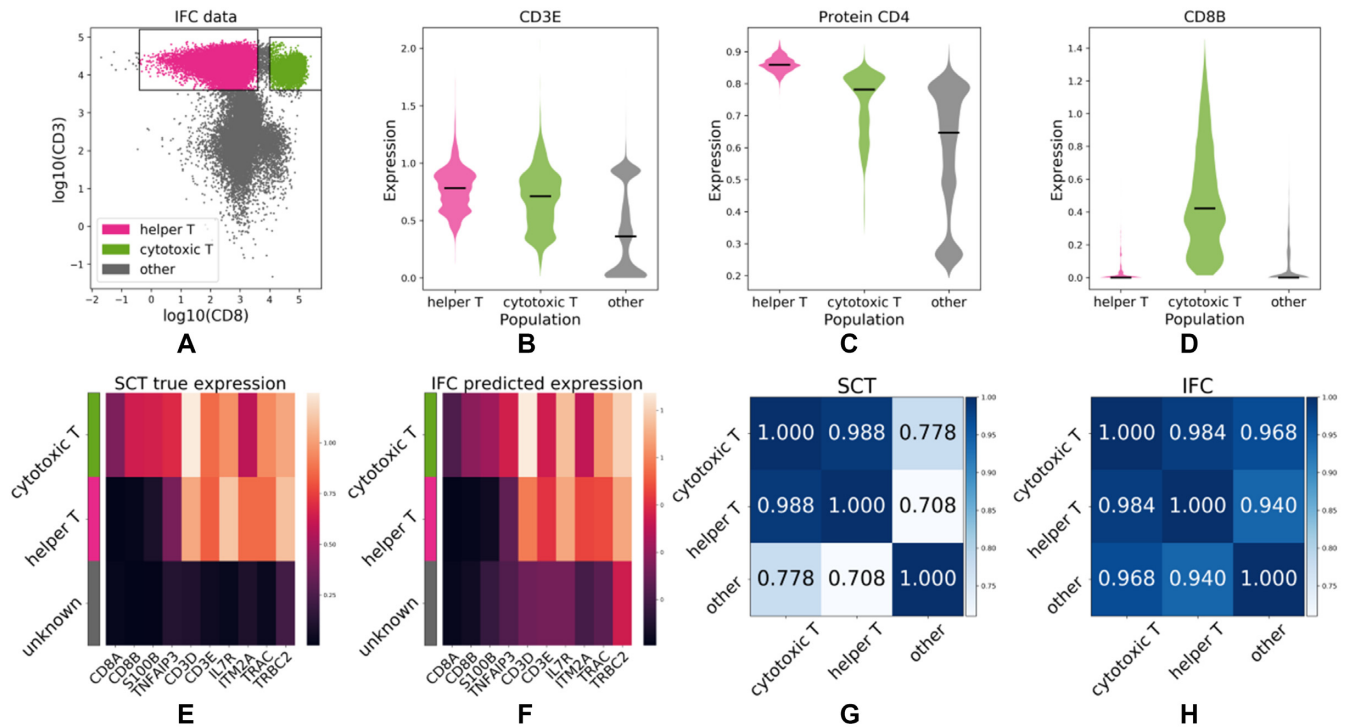 IFC data
log10(CD3)
5
4
3
2
1
0
−1
helper T
cytotoxic T
other
−2 −1 0 1 2 3 4 5
log10(CD8)
A
CD3E
Expression
2.0
1.5
1.0
0.5
0.0
helper T cytotoxic T other
Population
B
Protein CD4
Expression
0.9
0.8
0.7
0.6
0.5
0.4
0.3
0.2
helper T cytotoxic T other
Population
C
CD8B
Expression
1.4
1.2
1.0
0.8
0.6
0.4
0.2
0.0
helper T cytotoxic T other
Population
D
SCT true expression
cytotoxic T
helper T
unknown
CD8A CD8B S100B TNFAIP3 CD3D CD3E IL7R ITM2A TRAC TRBC2
1.00
0.75
0.50
0.25
E
IFC predicted expression
cytotoxic T
helper T
unknown
CD8A CD8B S100B TNFAIP3 CD3D CD3E IL7R ITM2A TRAC TRBC2
1
1
1
0
0
0
0
F
SCT
cytotoxic T
helper T
other
1.000 0.988 0.778
0.988 1.000 0.708
0.778 0.708 1.000
cytotoxic T helper T other
1.00
0.95
0.90
0.85
0.80
0.75
G
IFC
cytotoxic T
helper T
other
1.000 0.984 0.968
0.984 1.000 0.940
0.968 0.940 1.000
cytotoxic T helper T other
1.00
0.95
0.90
0.85
0.80
0.75
H